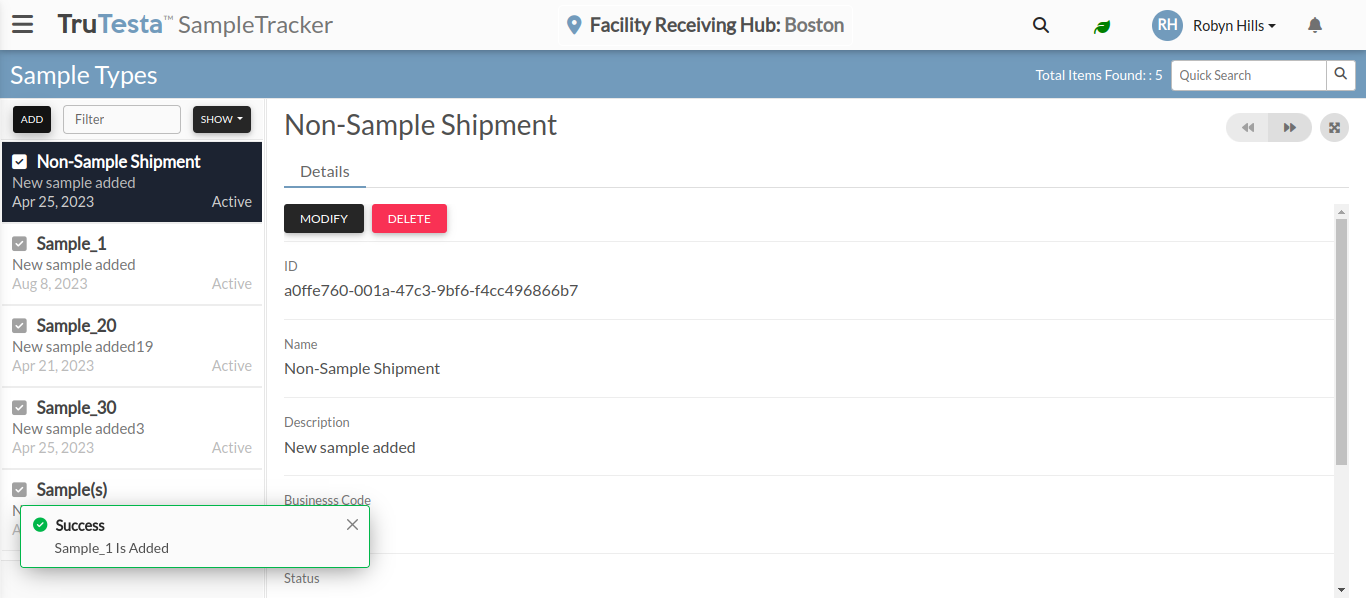 TruTesta™ SampleTracker
Facility Receiving Hub: Boston
RH Robyn Hills
Sample Types
Total Items Found: : 5
Quick Search
ADD
Filter
SHOW
Non-Sample Shipment
New sample added
Apr 25, 2023 Active
Sample_1
New sample added
Aug 8, 2023 Active
Sample_20
New sample added19
Apr 21, 2023 Active
Sample_30
New sample added3
Apr 25, 2023 Active
Sample(s)
Success
Sample_1 Is Added
Non-Sample Shipment
Details
MODIFY DELETE
ID
a0ffe760-001a-47c3-9bf6-f4cc496866b7
Name
Non-Sample Shipment
Description
New sample added
Businesss Code
Status